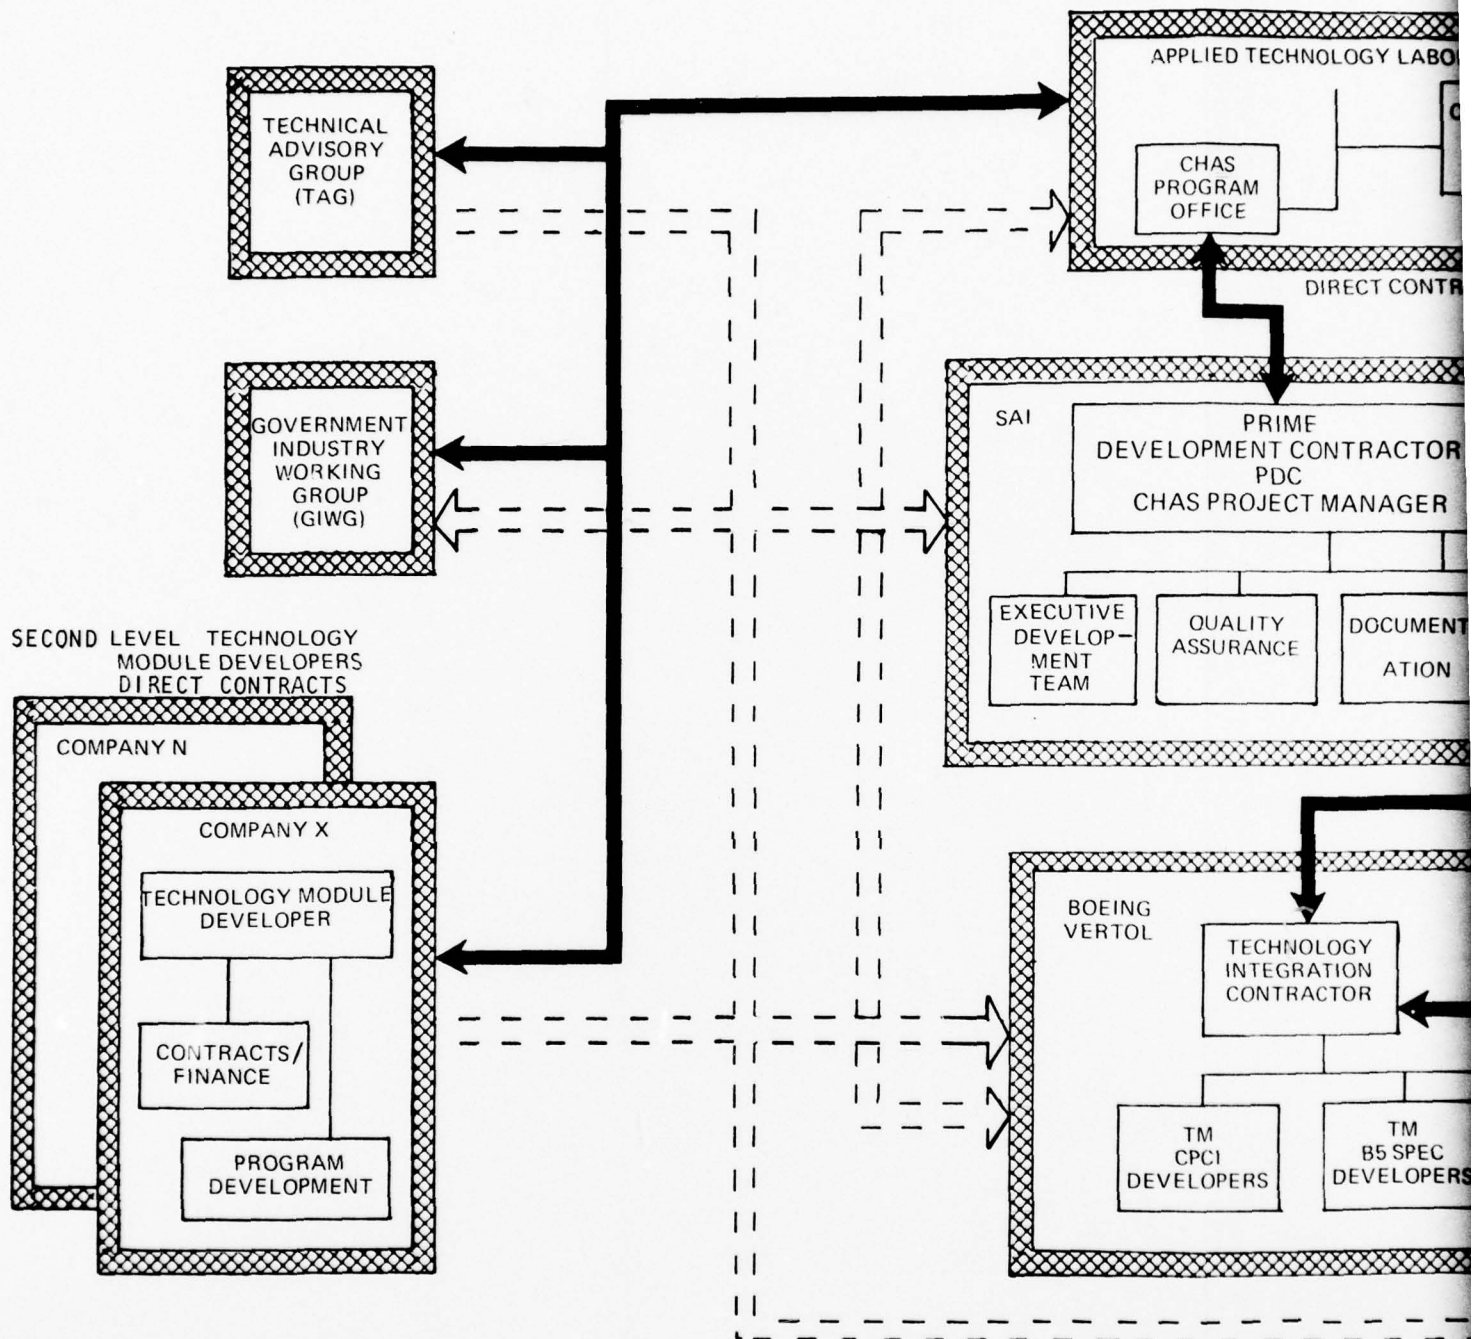 APPLIED TECHNOLOGY
TECHNICAL
ADVISORY
GROUP
(TAG)
CHAS
PROGRAM
OFFICE
DIRECT
GOVERNMENT
INDUSTRY
WORKING
GROUP
(GIWG)
SAI
PRIME
DEVELOPMENT CONTRACTOR
PDC
CHAS PROJECT MANAGER
EXECUTIVE
DEVELOP-
MENT
TEAM
QUALITY
ASSURANCE
DOCUMENT
ATION
SECOND LEVEL TECHNOLOGY
MODULE DEVELOPERS
DIRECT CONTRACTS
COMPANY N
COMPANY X
TECHNOLOGY MODULE
DEVELOPER
CONTRACTS/
FINANCE
PROGRAM
DEVELOPMENT
BOEING
VERTOL
TECHNOLOGY
INTEGRATION
CONTRACTOR
TM
CPCI
DEVELOPERS
TM
B5 SPEC
DEVELOPERS